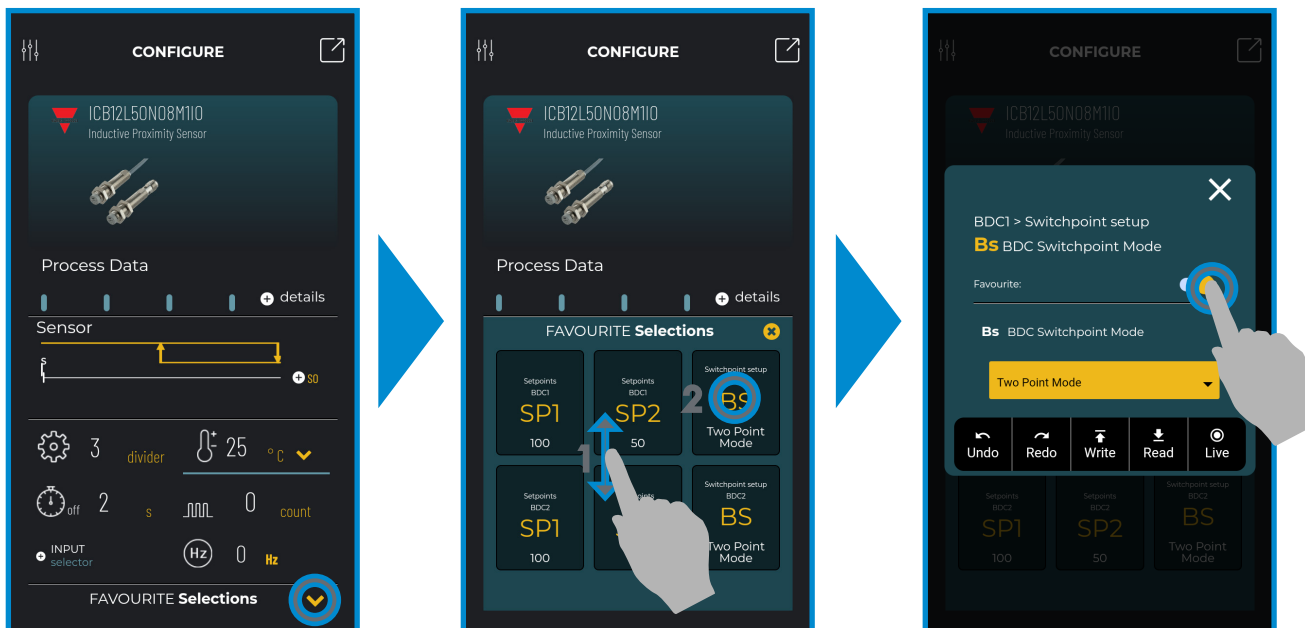 CONFIGURE
ICB12L50N08M1IO
Inductive Proximity Sensor
Process Data
details
Sensor
S
SO
3 divider
25 °C
off 2 s
0 count
INPUT
selector
Hz 0 Hz
FAVOURITE Selections
CONFIGURE
ICB12L50N08M1IO
Inductive Proximity Sensor
Process Data
details
FAVOURITE Selections
Setpoints
BDC1
SP1
100
Setpoints
BDC1
SP2
50
Switchpoint setup
BS
Two Point
Mode
1
2
Setpoints
BDC2
SP1
100
Switchpoint setup
BDC2
BS
Two Point
Mode
CONFIGURE
ICB12L50N08M1IO
Inductive Proximity Sensor
BDC1 > Switchpoint setup
Bs BDC Switchpoint Mode
Favourite:
Bs BDC Switchpoint Mode
Two Point Mode
Undo Redo Write Read Live
Setpoints
BDC2
SP1
100
Setpoints
BDC2
SP2
50
Switchpoint setup
BDC2
BS
Two Point
Mode